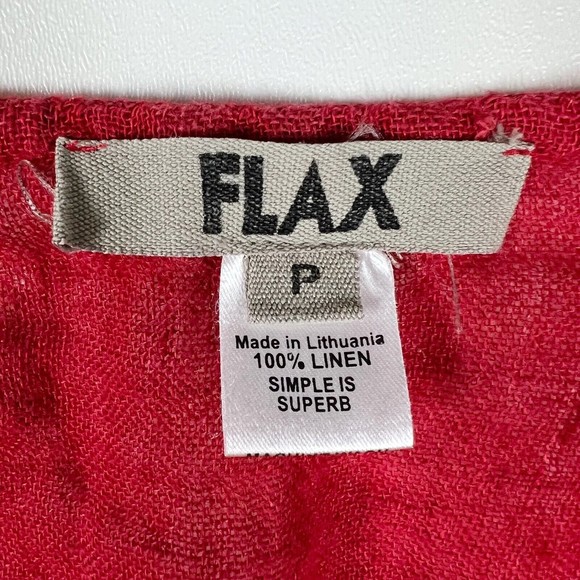 FLAX
P
Made in Lithuania
100% LINEN
SIMPLE IS
SUPERB